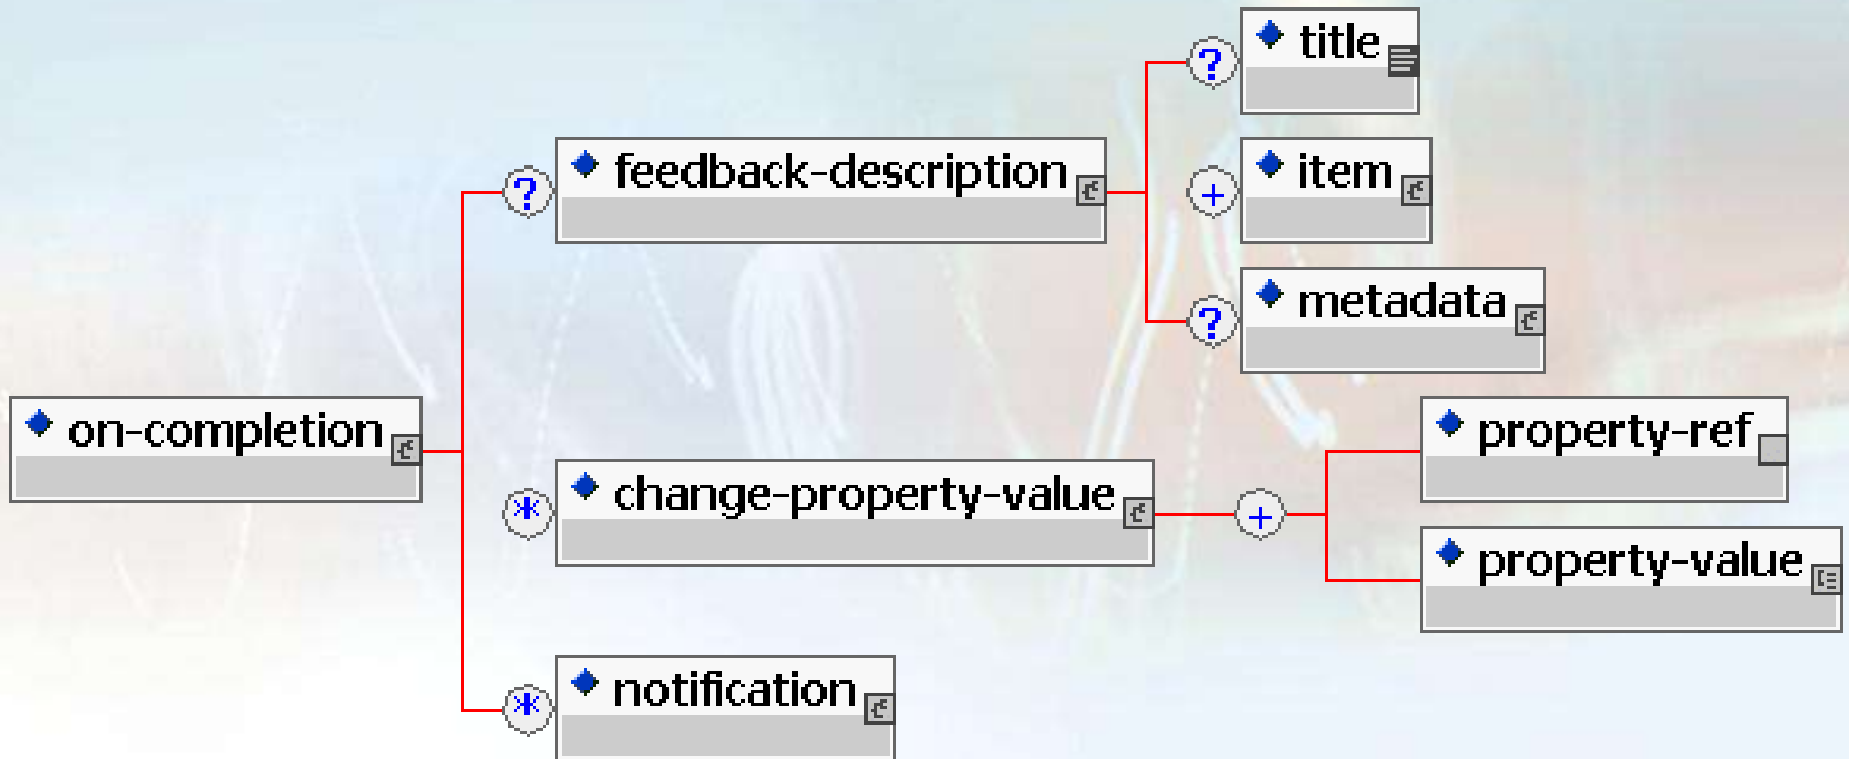 title
?
feedback-description
?
item
+
metadata
?
on-completion
property-ref
change-property-value
*
+
property-value
notification
*